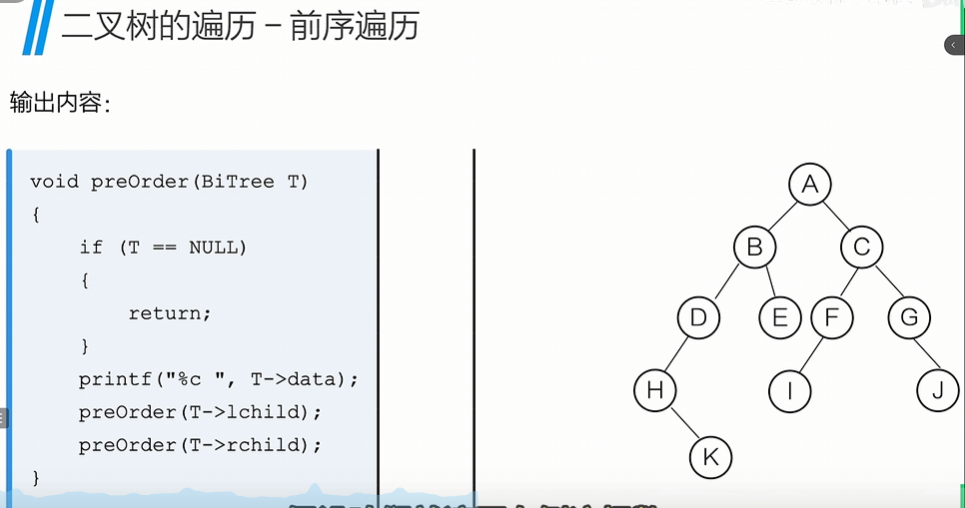 二叉树的遍历 – 前序遍历
输出内容:
void preOrder(BiTree T)
{
if (T == NULL)
{
return;
}
printf("%c ", T->data);
preOrder(T->lchild);
preOrder(T->rchild);
}
A
B C
D E F G
H I J
K